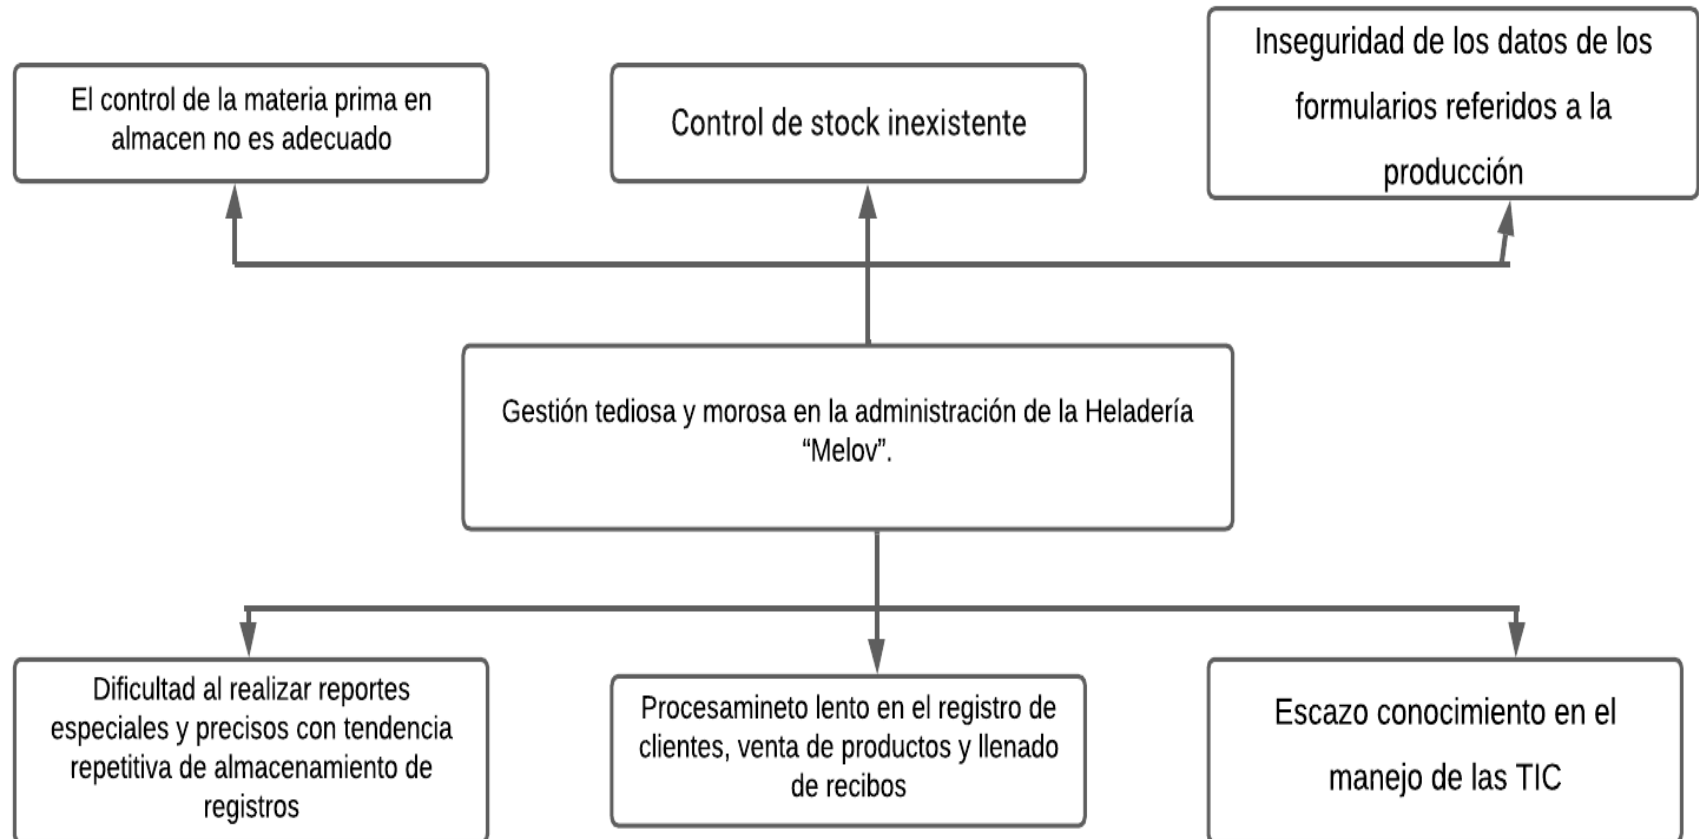 El control de la materia prima en
almacen no es adecuado
Control de stock inexistente
Inseguridad de los datos de los
formularios referidos a la
producción
Gestión tediosa y morosa en la administración de la Heladería
“Melov”.
Dificultad al realizar reportes
especiales y precisos con tendencia
repetitiva de almacenamiento de
registros
Procesamineto lento en el registro de
clientes, venta de productos y llenado
de recibos
Escazo conocimiento en el
manejo de las TIC